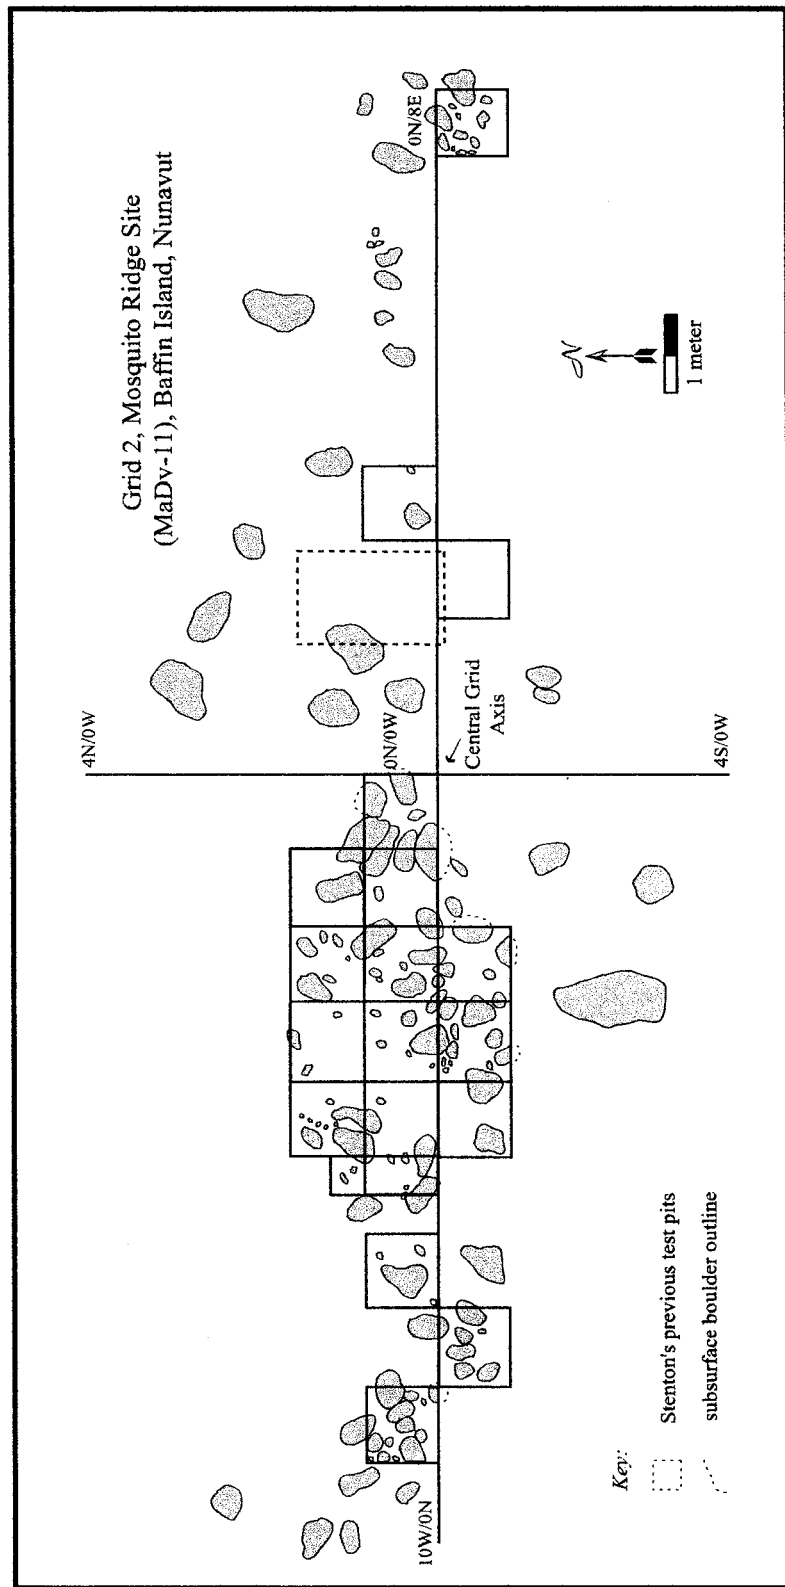 Grid 2, Mosquito Ridge Site
(MaDv-11), Baffin Island, Nunavut
4N/0W
0N/0W
0N/8E
10W/0N
4S/0W
Central Grid
Axis
N
1 meter
Key:
Stenton's previous test pits
subsurface boulder outline